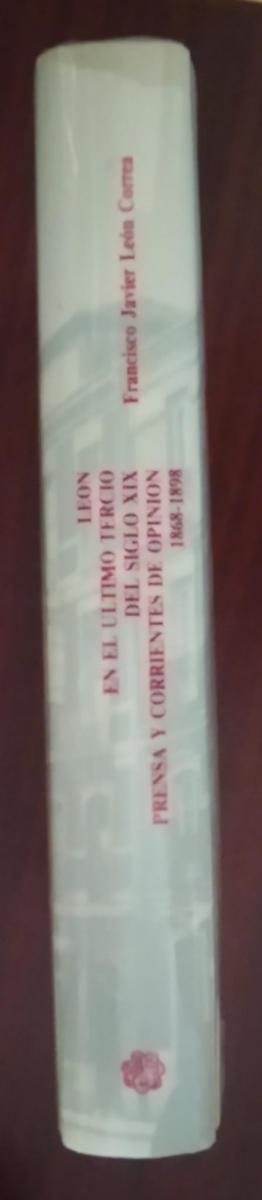 Francisco Javier León Correa
LEON
EN EL ULTIMO TERCIO
DEL SIGLO XIX
PRENSA Y CORRIENTES DE OPINION
1868-1898